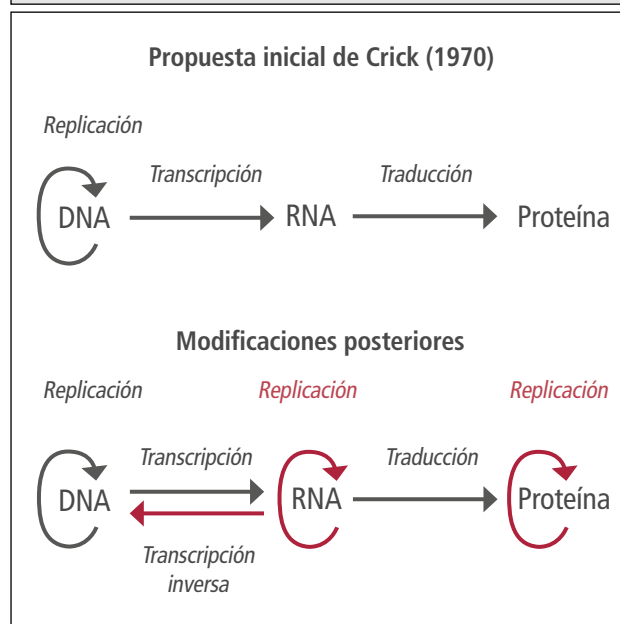 Propuesta inicial de Crick (1970)
Replicación
Transcripción
Traducción
DNA
RNA
Proteína
Modificaciones posteriores
Replicación
Replicación
Replicación
Transcripción
Traducción
DNA
RNA
Proteína
Transcripción
inversa